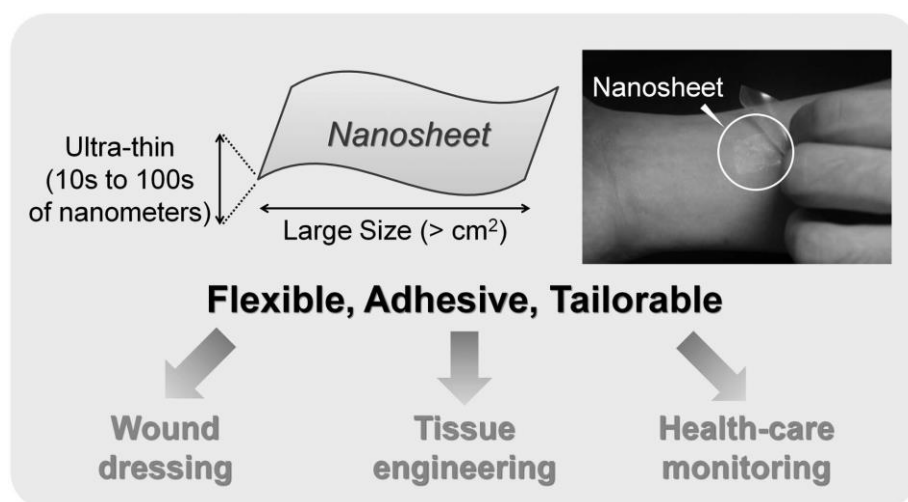 Nanosheet
Ultra-thin
(10s to 100s
of nanometers)
Large Size (> cm²)
Nanosheet
Flexible, Adhesive, Tailorable
Wound
dressing
Tissue
engineering
Health-care
monitoring